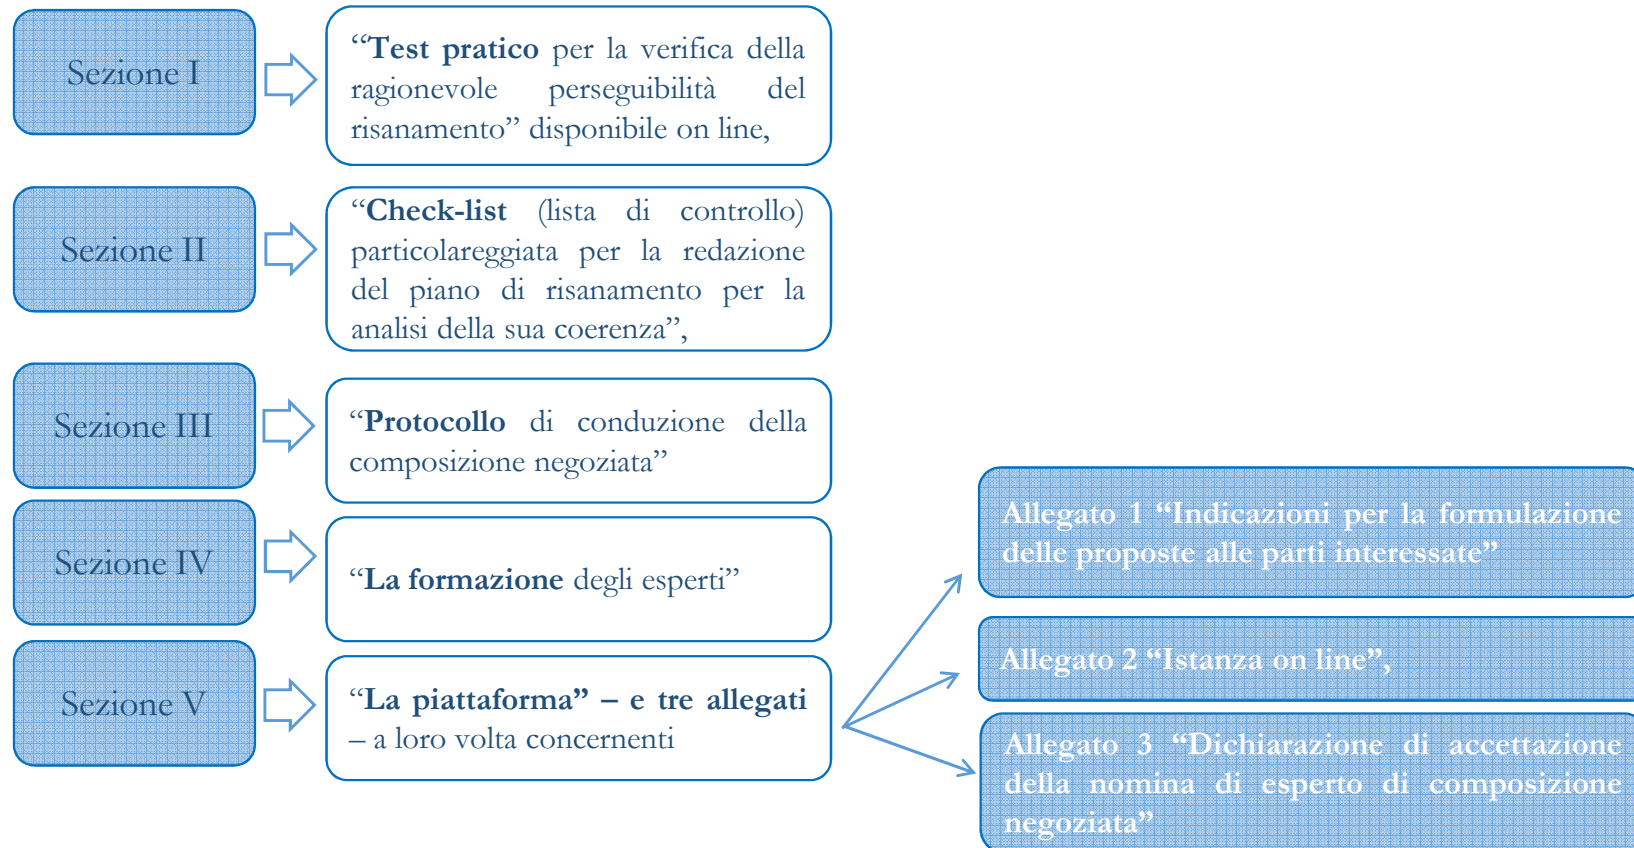 Sezione I
“Test pratico per la verifica della
ragionevole perseguibilità del
risanamento” disponibile on line,
Sezione II
“Check-list (lista di controllo)
particolareggiata per la redazione
del piano di risanamento per la
analisi della sua coerenza”,
Sezione III
“Protocollo di conduzione della
composizione negoziata”
Sezione IV
“La formazione degli esperti”
Sezione V
“La piattaforma” – e tre allegati
– a loro volta concernenti
Allegato 1 “Indicazioni per la formulazione
delle proposte alle parti interessate”
Allegato 2 “Istanza on line”,
Allegato 3 “Dichiarazione di accettazione
della nomina di esperto di composizione
negoziata”